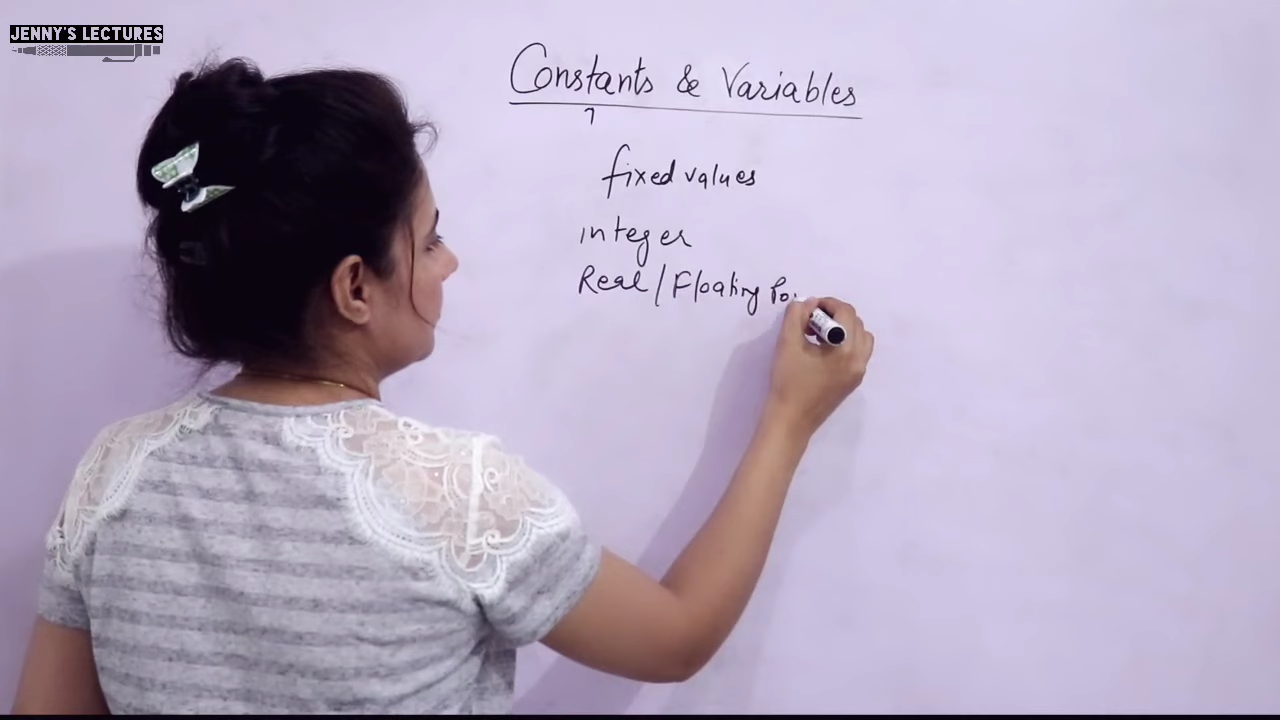 JENNY'S LECTURES
Constants & Variables
fixed values
integer
Real / Floating Po